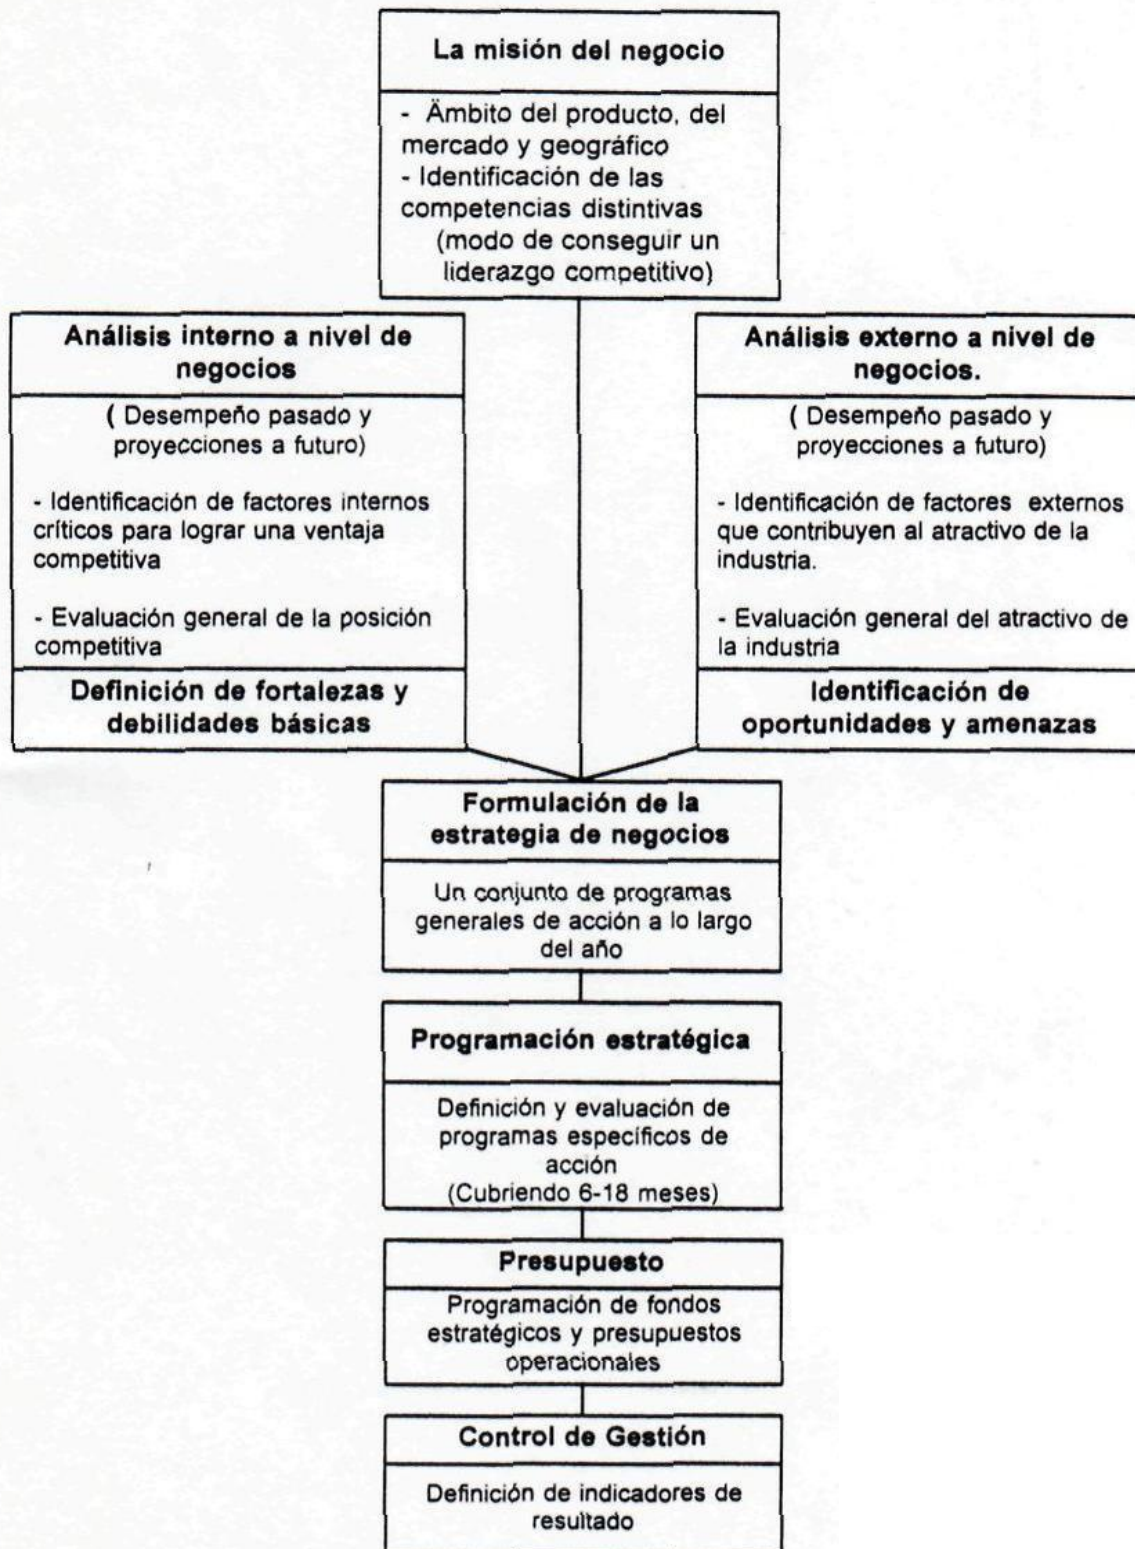 La misión del negocio
- Ámbito del producto, del
mercado y geográfico
- Identificación de las
competencias distintivas
(modo de conseguir un
liderazgo competitivo)
Análisis interno a nivel de
negocios
( Desempeño pasado y
proyecciones a futuro)
- Identificación de factores internos
críticos para lograr una ventaja
competitiva
- Evaluación general de la posición
competitiva
Definición de fortalezas y
debilidades básicas
Análisis externo a nivel de
negocios.
( Desempeño pasado y
proyecciones a futuro)
- Identificación de factores externos
que contribuyen al atractivo de la
industria.
- Evaluación general del atractivo de
la industria
Identificación de
oportunidades y amenazas
Formulación de la
estrategia de negocios
Un conjunto de programas
generales de acción a lo largo
del año
Programación estratégica
Definición y evaluación de
programas específicos de
acción
(Cubriendo 6-18 meses)
Presupuesto
Programación de fondos
estratégicos y presupuestos
operacionales
Control de Gestión
Definición de indicadores de
resultado